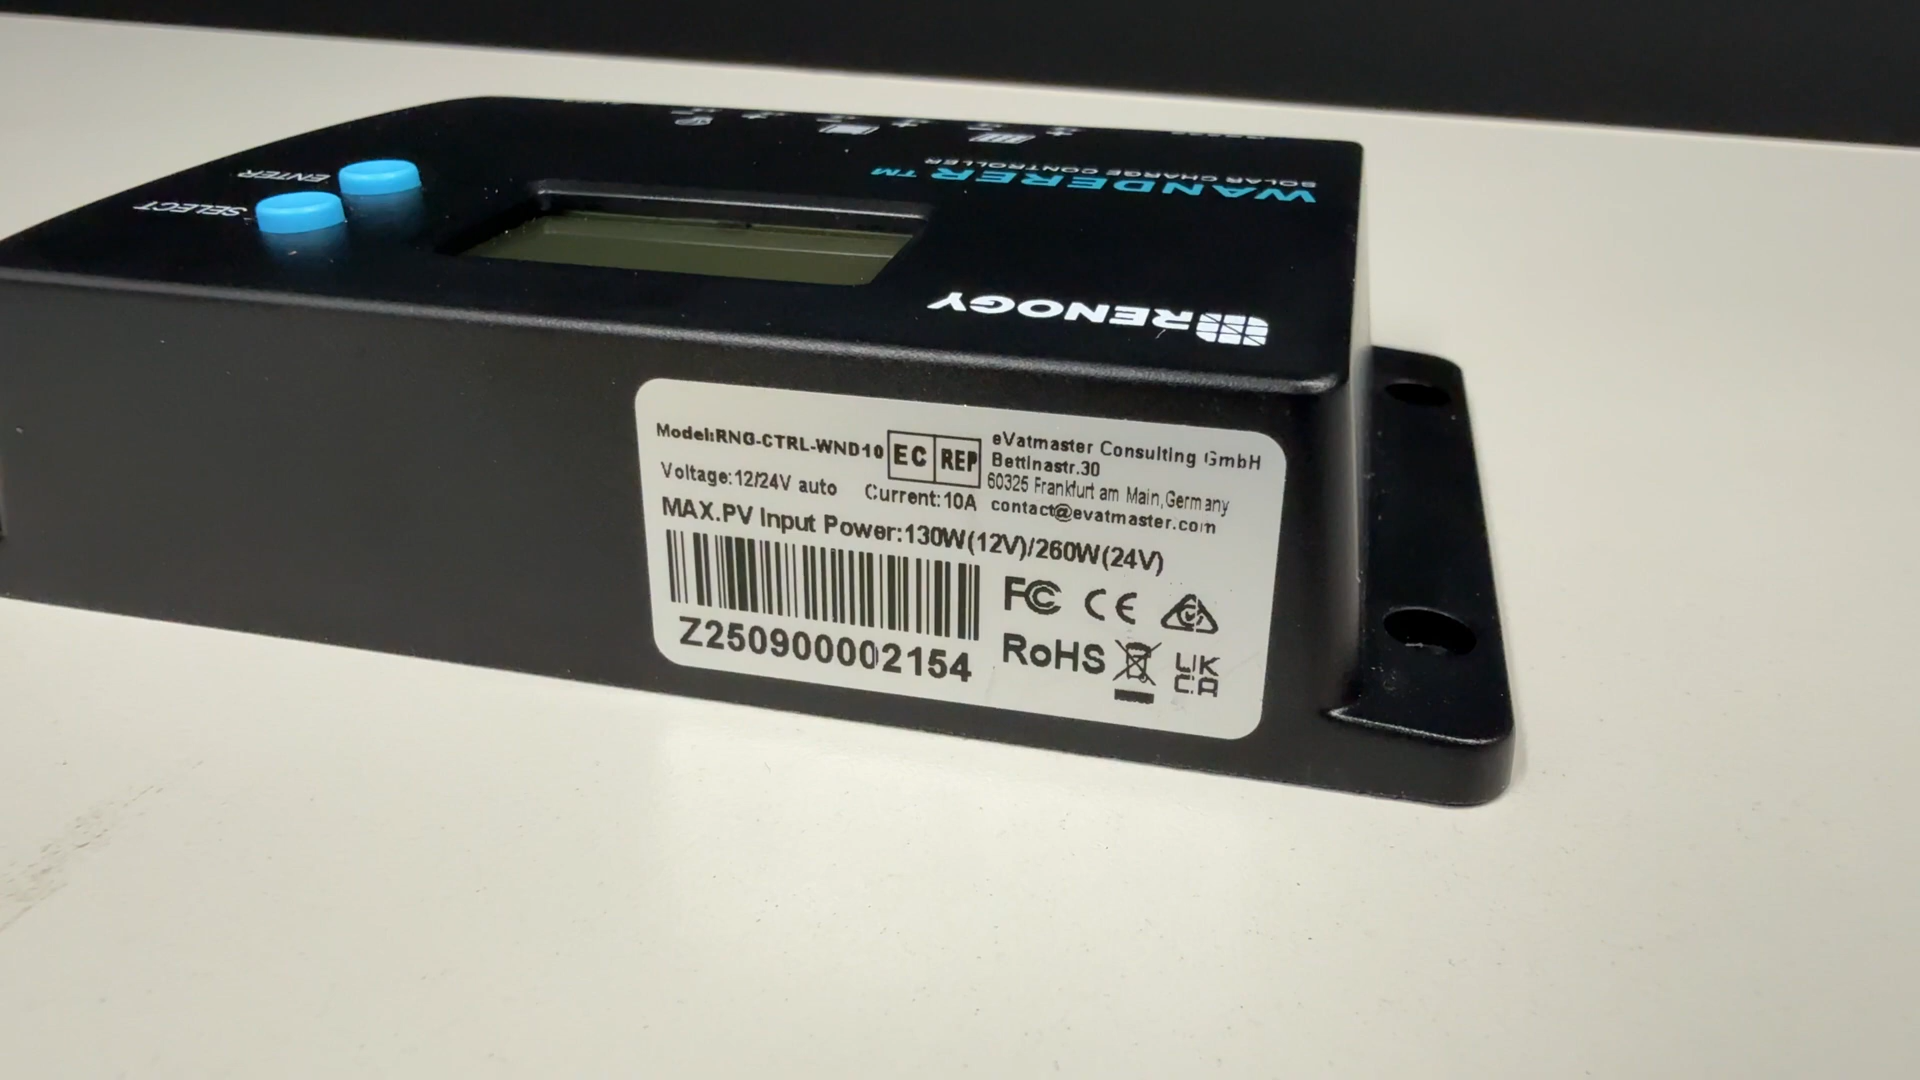 SELECT
ENTER
WANDERER™
SOLAR CHARGE CONTROLLER
RENOGY
Model:RNG-CTRL-WND10
EC REP
eVatmaster Consulting GmbH
Bettinastr.30
60325 Frankfurt am Main,Germany
contact@evatmaster.com
Voltage:12/24V auto
Current:10A
MAX.PV Input Power:130W(12V)/260W(24V)
Z250900002154
FC CE
RoHS
UK
CA